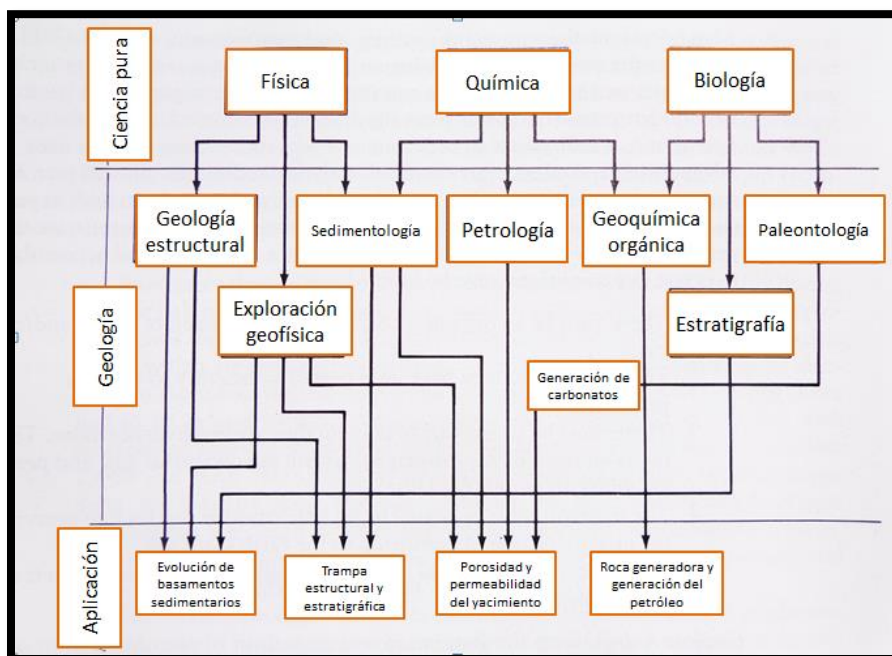 Ciencia pura
Física
Química
Biología
Geología
Geología
estructural
Sedimentología
Petrología
Geoquímica
orgánica
Paleontología
Exploración
geofísica
Estratigrafía
Generación de
carbonatos
Aplicación
Evolución de
basamentos
sedimentarios
Trampa
estructural y
estratigráfica
Porosidad y
permeabilidad
del yacimiento
Roca generadora y
generación del
petróleo